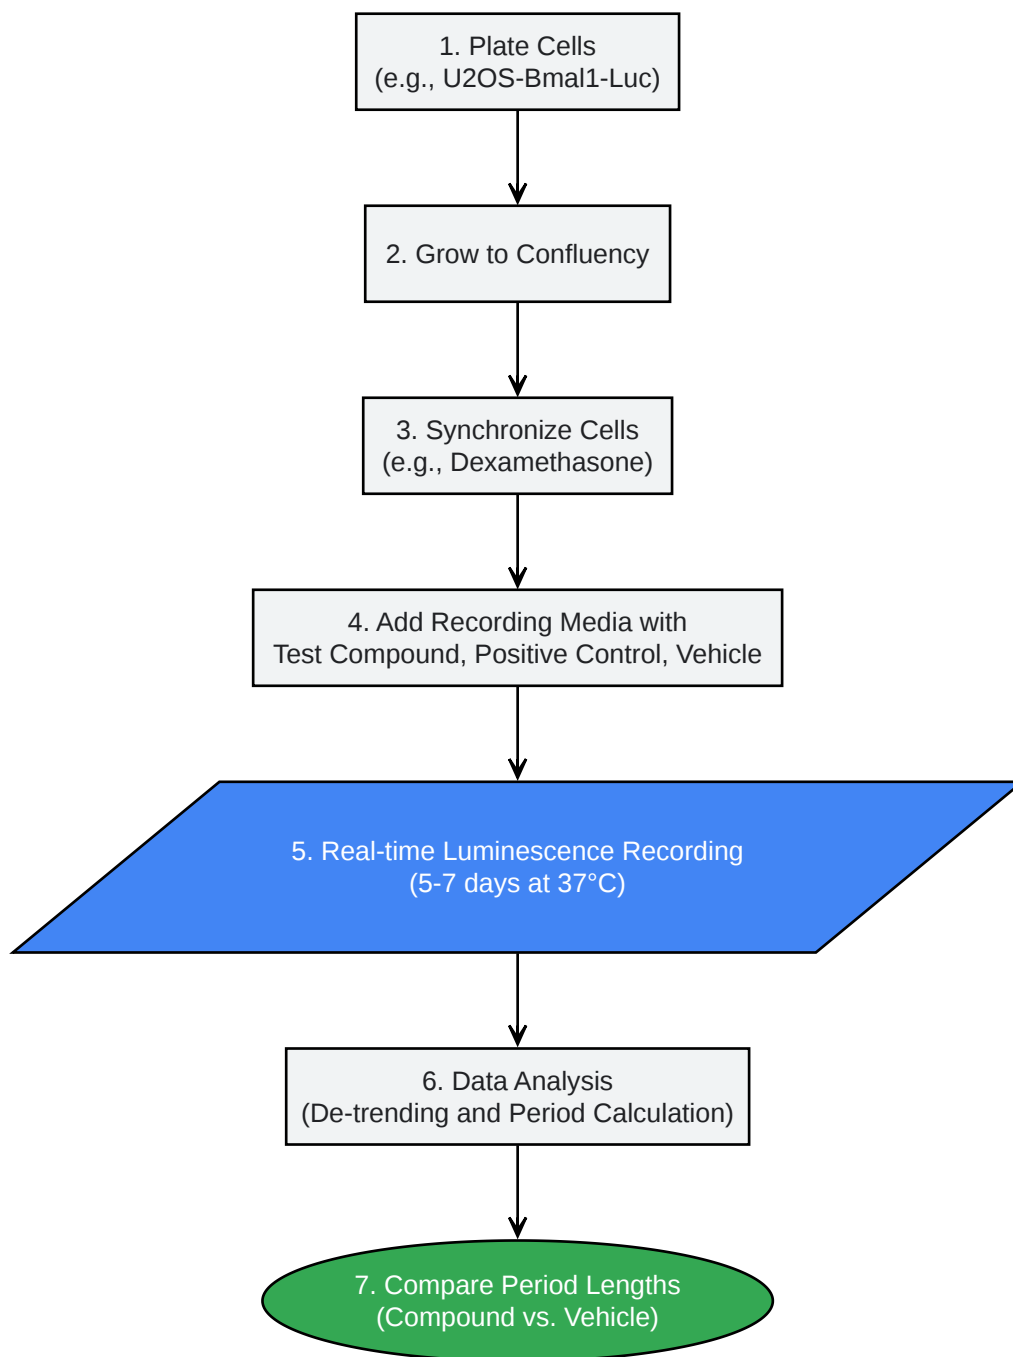 1. Plate Cells
(e.g., U2OS-Bmal1-Luc)
2. Grow to Confluency
3. Synchronize Cells
(e.g., Dexamethasone)
4. Add Recording Media with
Test Compound, Positive Control, Vehicle
5. Real-time Luminescence Recording
(5-7 days at 37°C)
6. Data Analysis
(De-trending and Period Calculation)
7. Compare Period Lengths
(Compound vs. Vehicle)